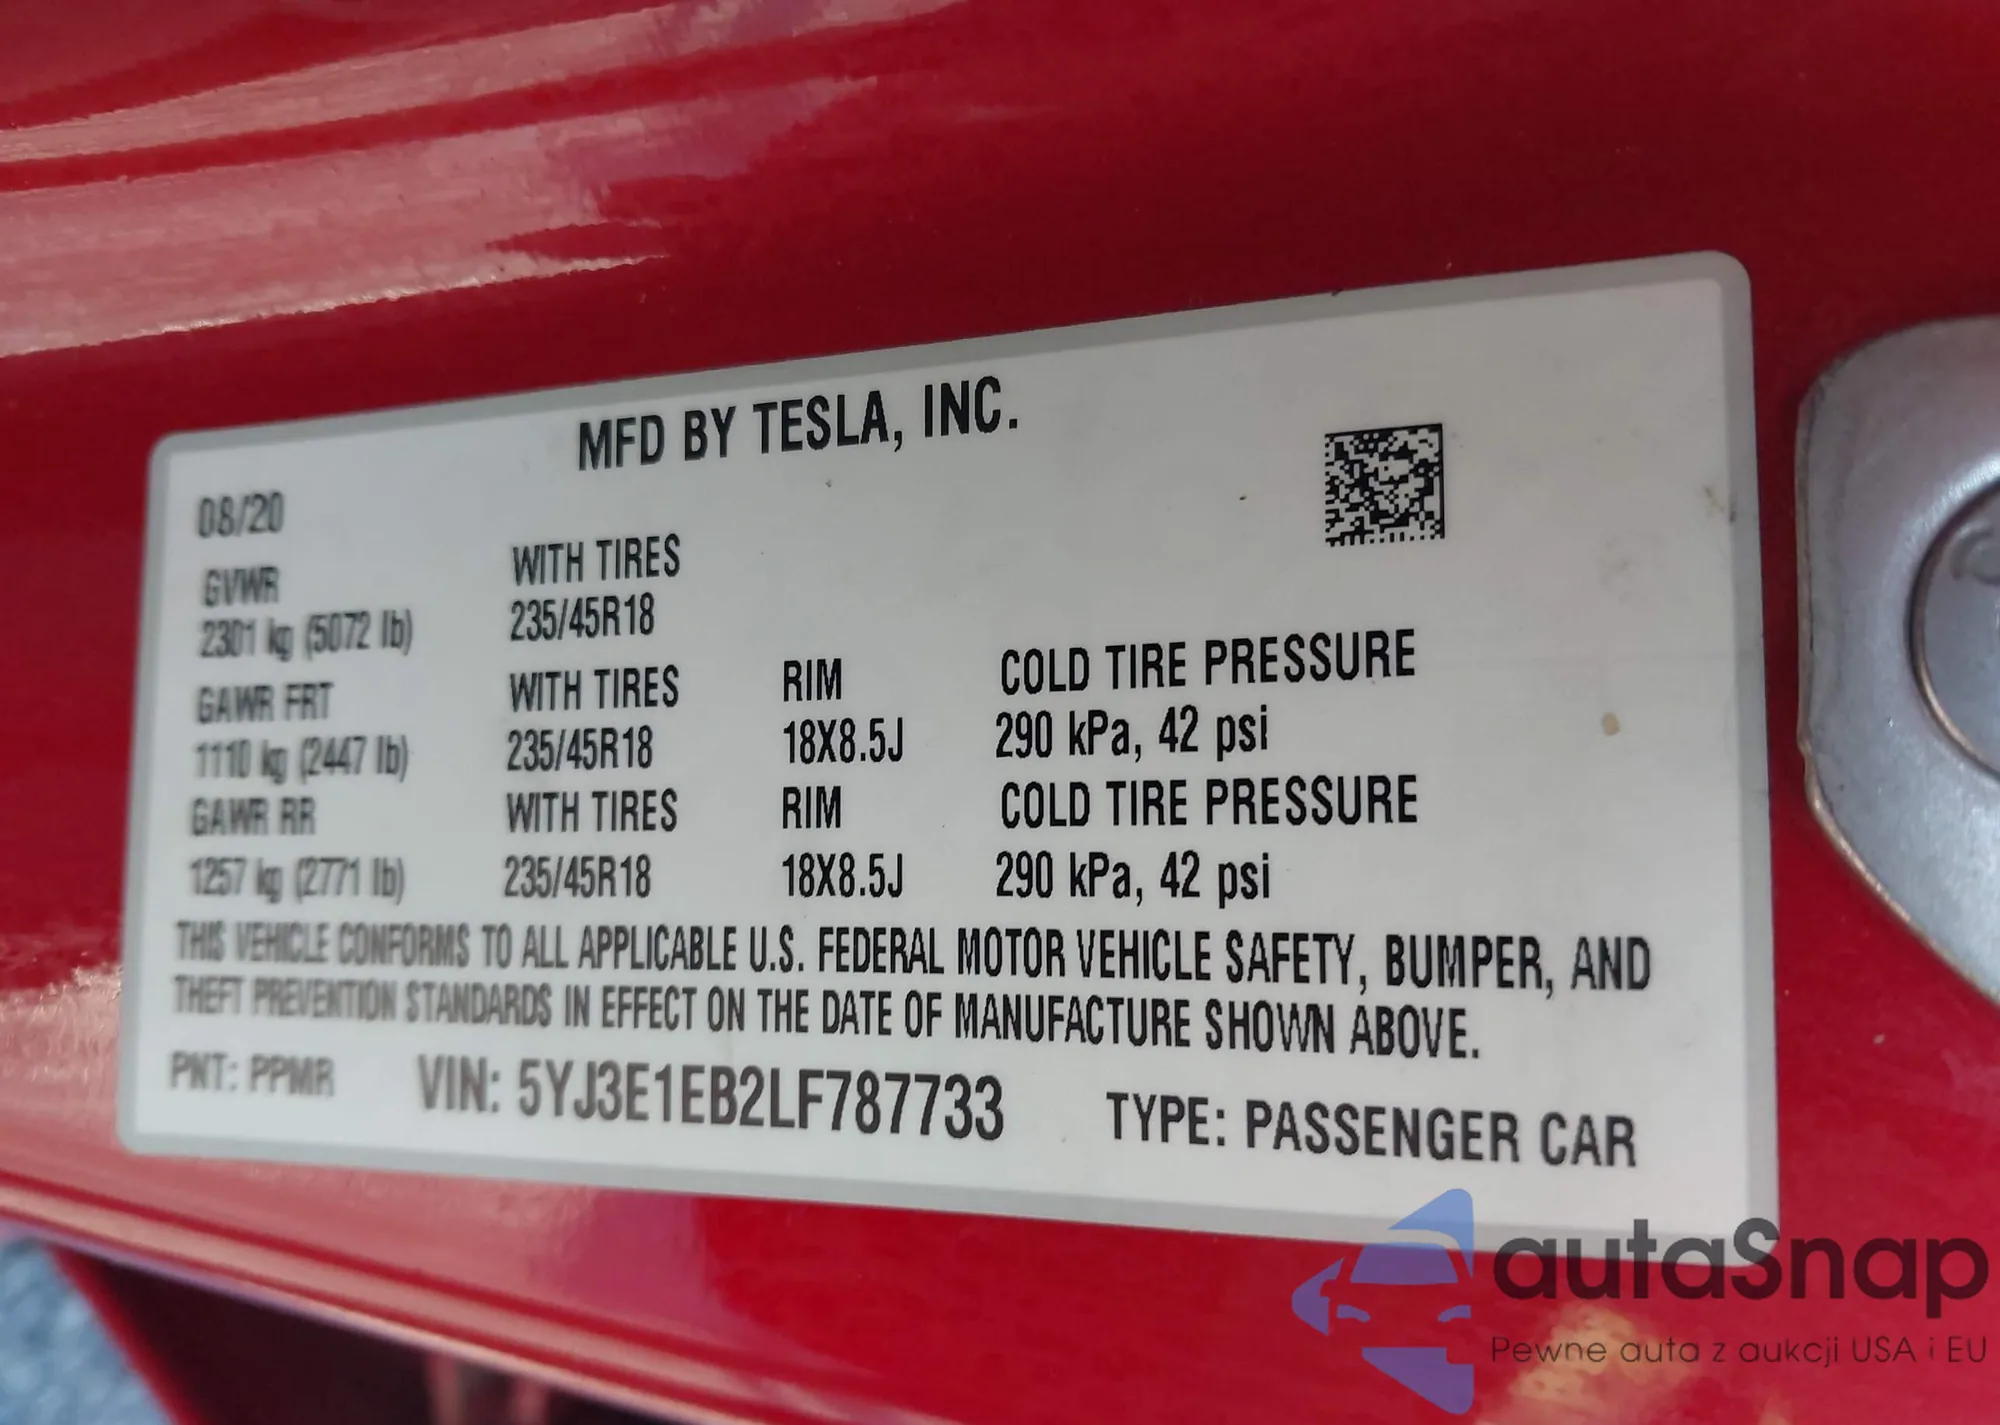 MFD BY TESLA, INC.
08/20
GVWR WITH TIRES
2301 kg (5072 lb) 235/45R18
GAWR FRT WITH TIRES RIM COLD TIRE PRESSURE
1110 kg (2447 lb) 235/45R18 18X8.5J 290 kPa, 42 psi
GAWR RR WITH TIRES RIM COLD TIRE PRESSURE
1257 kg (2771 lb) 235/45R18 18X8.5J 290 kPa, 42 psi
THIS VEHICLE CONFORMS TO ALL APPLICABLE U.S. FEDERAL MOTOR VEHICLE SAFETY, BUMPER, AND
THEFT PREVENTION STANDARDS IN EFFECT ON THE DATE OF MANUFACTURE SHOWN ABOVE.
PNT: PPMR VIN: 5YJ3E1EB2LF787733 TYPE: PASSENGER CAR
autaSnap
Pewne auta z aukcji USA i EU